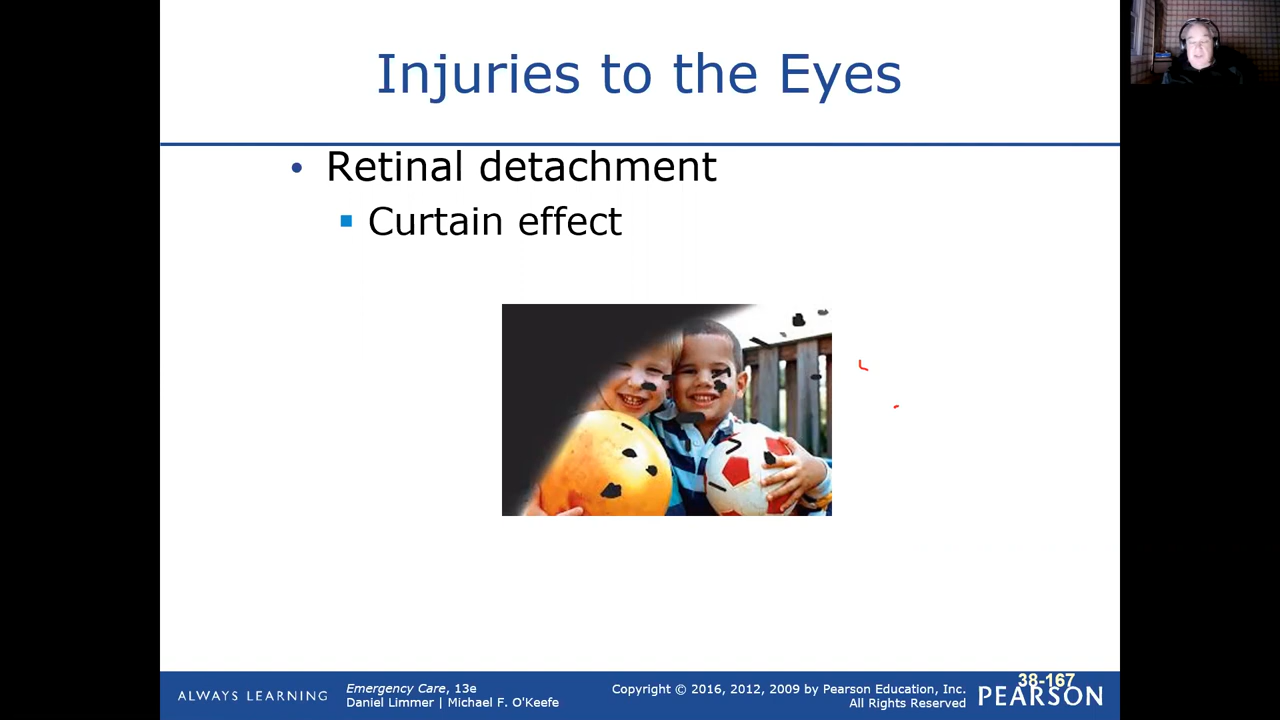 Injuries to the Eyes
• Retinal detachment
▪ Curtain effect
ALWAYS LEARNING
Emergency Care, 13e
Daniel Limmer | Michael F. O'Keefe
Copyright © 2016, 2012, 2009 by Pearson Education, Inc.
All Rights Reserved
38-167
PEARSON